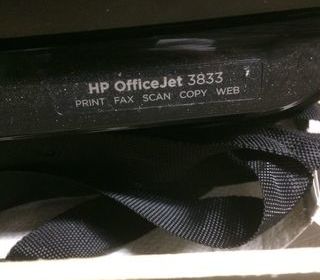 HP OfficeJet 3833
PRINT FAX SCAN COPY WEB